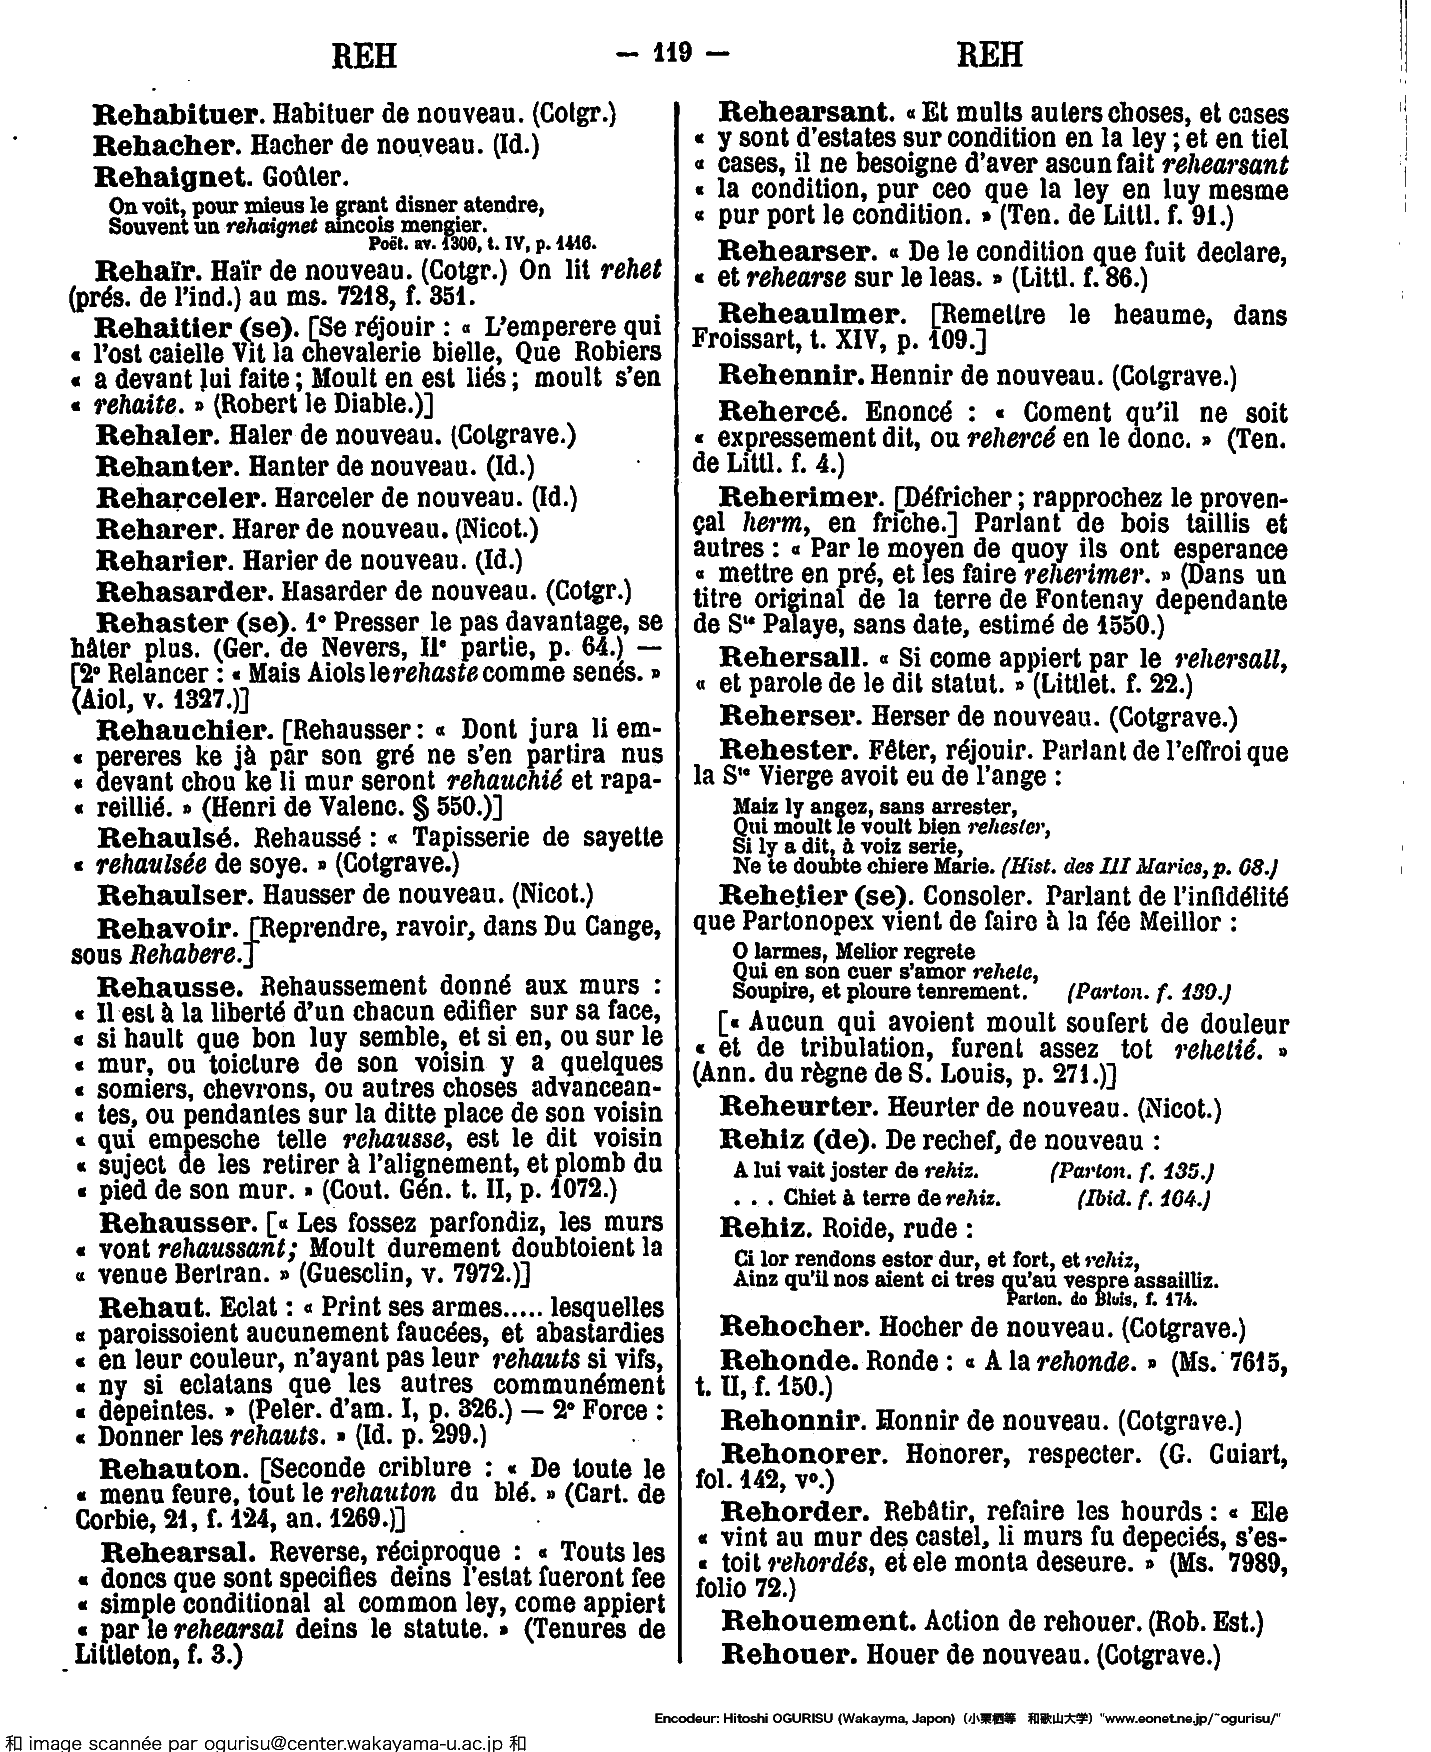 REH — 119 — REH
Rehabituer. Habituer de nouveau. (Cotgr.)
Rehacher. Hacher de nouveau. (Id.)
Rehaignet. Goûter.
On voit, pour mieus le grant disner atendre,
Souvent un rehaignet aincois mengier.
Poët. av. 1300, t. IV, p. 1416.
Rehaïr. Haïr de nouveau. (Cotgr.) On lit rehet
(prés. de l'ind.) au ms. 7218, f. 351.
Rehaitier (se). [Se réjouir : « L'emperere qui
« l'ost caielle Vit la chevalerie bielle, Que Robiers
« a devant lui faite ; Moult en est liés ; moult s'en
« rehaite. » (Robert le Diable.)]
Rehaler. Haler de nouveau. (Cotgrave.)
Rehanter. Hanter de nouveau. (Id.)
Reharceler. Harceler de nouveau. (Id.)
Reharer. Harer de nouveau. (Nicot.)
Reharier. Harier de nouveau. (Id.)
Rehasarder. Hasarder de nouveau. (Cotgr.)
Rehaster (se). 1° Presser le pas davantage, se
hâter plus. (Ger. de Nevers, IIe partie, p. 64.) —
[2° Relancer : « Mais Aiols le rehaste comme senés. »
(Aiol, v. 1327.)]
Rehauchier. [Rehausser : « Dont jura li em-
« pereres ke jà par son gré ne s'en partira nus
« devant chou ke li mur seront rehauchié et rapa-
« reillié. » (Henri de Valenc. § 550.)]
Rehaulsé. Rehaussé : « Tapisserie de sayette
« rehaulsée de soye. » (Cotgrave.)
Rehaulser. Hausser de nouveau. (Nicot.)
Rehavoir. [Reprendre, ravoir, dans Du Cange,
sous Rehabere.]
Rehausse. Rehaussement donné aux murs :
« Il est à la liberté d'un chacun edifier sur sa face,
« si hault que bon luy semble, et si en, ou sur le
« mur, ou toicture de son voisin y a quelques
« somiers, chevrons, ou autres choses advancean-
« tes, ou pendantes sur la ditte place de son voisin
« qui empesche telle rehausse, est le dit voisin
« suject de les retirer à l'alignement, et plomb du
« pied de son mur. » (Cout. Gén. t. II, p. 1072.)
Rehausser. [« Les fossez parfondiz, les murs
« vont rehaussant; Moult durement doubtoient la
« venue Bertran. » (Guesclin, v. 7972.)]
Rehaut. Eclat : « Print ses armes..... lesquelles
« paroissoient aucunement faucées, et abastardies
« en leur couleur, n'ayant pas leur rehauts si vifs,
« ny si eclatans que les autres communément
« depeintes. » (Peler. d'am. I, p. 326.) — 2° Force :
« Donner les rehauts. » (Id. p. 299.)
Rehauton. [Seconde criblure : « De toute le
« menu feure, tout le rehauton du blé. » (Cart. de
Corbie, 21, f. 124, an. 1269.)]
Rehearsal. Reverse, réciproque : « Touts les
« doncs que sont specifies deins l'estat fueront fee
« simple conditional al common ley, come appiert
« par le rehearsal deins le statute. » (Tenures de
Littleton, f. 3.)
Rehearsant. « Et mults auters choses, et cases
« y sont d'estates sur condition en la ley ; et en tiel
« cases, il ne besoigne d'aver ascun fait rehearsant
« la condition, pur ceo que la ley en luy mesme
« pur port le condition. » (Ten. de Littl. f. 91.)
Rehearser. « De le condition que fuit declare,
« et rehearse sur le leas. » (Littl. f. 86.)
Reheaulmer. [Remettre le heaume, dans
Froissart, t. XIV, p. 109.]
Rehennir. Hennir de nouveau. (Cotgrave.)
Rehercé. Enoncé : « Coment qu'il ne soit
« expressement dit, ou rehercé en le donc. » (Ten.
de Littl. f. 4.)
Reherimer. [Défricher ; rapprochez le proven-
çal herm, en friche.] Parlant de bois taillis et
autres : « Par le moyen de quoy ils ont esperance
« mettre en pré, et les faire reherimer. » (Dans un
titre original de la terre de Fontenay dependante
de Ste Palaye, sans date, estimé de 1550.)
Rehersall. « Si come appiert par le rehersall,
« et parole de le dit statut. » (Littlet. f. 22.)
Reherser. Herser de nouveau. (Cotgrave.)
Rehester. Fêter, réjouir. Parlant de l'effroi que
la Ste Vierge avoit eu de l'ange :
Maiz ly angez, sans arrester,
Qui moult le voult bien rehester,
Si ly a dit, à voiz serie,
Ne te doubte chiere Marie. (Hist. des III Maries, p. 68.)
Rehetier (se). Consoler. Parlant de l'infidélité
que Partonopex vient de faire à la fée Meillor :
O larmes, Melior regrete
Qui en son cuer s'amor rehete,
Soupire, et ploure tenrement. (Parton. f. 139.)
[« Aucun qui avoient moult soufert de douleur
« et de tribulation, furent assez tot rehetié. »
(Ann. du règne de S. Louis, p. 271.)]
Reheurter. Heurter de nouveau. (Nicot.)
Rehiz (de). De rechef, de nouveau :
A lui vait joster de rehiz. (Parton. f. 135.)
. . . Chiet à terre de rehiz. (Ibid. f. 164.)
Rehiz. Roide, rude :
Ci lor rendons estor dur, et fort, et rehiz,
Ainz qu'il nos aient ci tres qu'au vespre assailliz.
Parton. de Blois, f. 174.
Rehocher. Hocher de nouveau. (Cotgrave.)
Rehonde. Ronde : « A la rehonde. » (Ms. 7615,
t. II, f. 150.)
Rehonnir. Honnir de nouveau. (Cotgrave.)
Rehonorer. Honorer, respecter. (G. Guiart,
fol. 142, v°.)
Rehorder. Rebâtir, refaire les hourds : « Ele
« vint au mur des castel, li murs fu depeciés, s'es-
« toit rehordés, et ele monta deseure. » (Ms. 7989,
folio 72.)
Rehouement. Action de rehouer. (Rob. Est.)
Rehouer. Houer de nouveau. (Cotgrave.)
Encodeur: Hitoshi OGURISU (Wakayma, Japon) (小栗栖等 和歌山大学) "www.eonet.ne.jp/~ogurisu/"
和 image scannée par ogurisu@center.wakayama-u.ac.jp 和